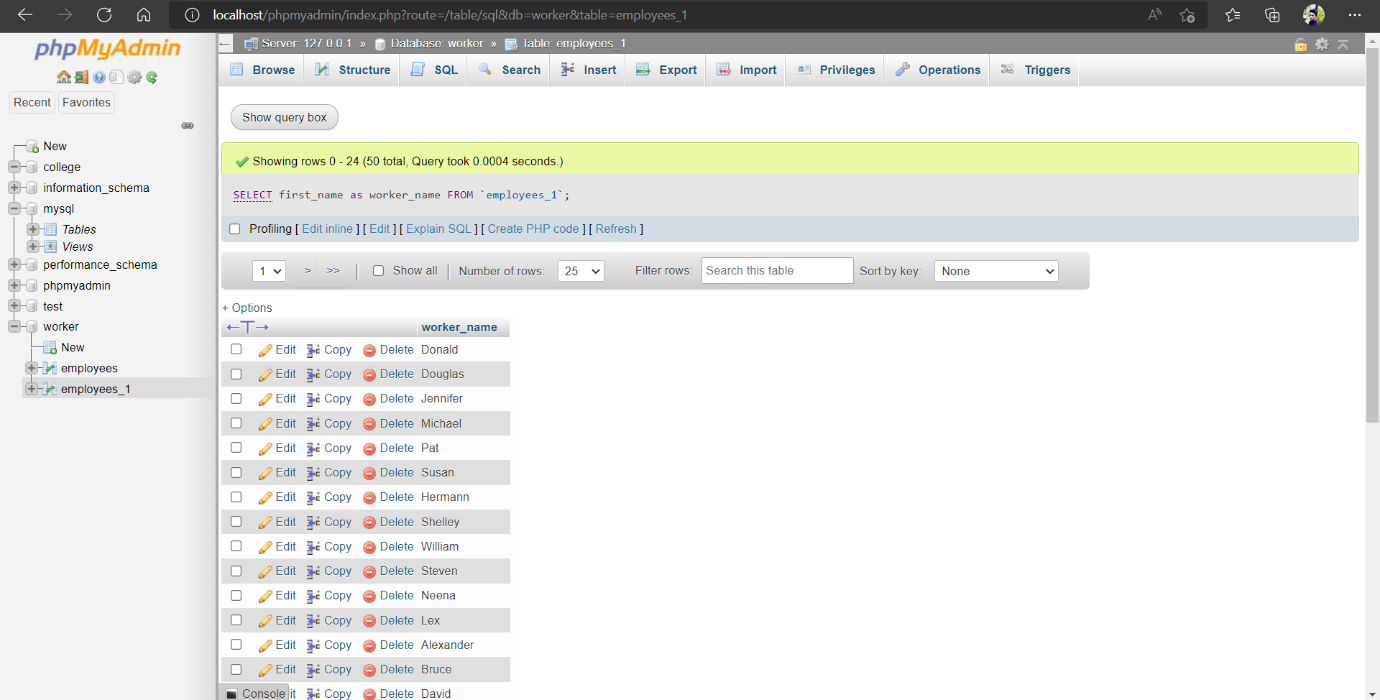 localhost/phpmyadmin/index.php?route=/table/sql&db=worker&table=employees_1
phpMyAdmin
Recent Favorites
New
college
information_schema
mysql
Tables
Views
performance_schema
phpmyadmin
test
worker
New
employees
employees_1
Server: 127.0.0.1 » Database: worker » Table: employees_1
Browse Structure SQL Search Insert Export Import Privileges Operations Triggers
Show query box
Showing rows 0 - 24 (50 total, Query took 0.0004 seconds.)
SELECT first_name as worker_name FROM `employees_1`;
Profiling [ Edit inline ] [ Edit ] [ Explain SQL ] [ Create PHP code ] [ Refresh ]
1 > >> | Show all | Number of rows: 25 Filter rows: Search this table Sort by key: None
+ Options
←T→ worker_name
Edit Copy Delete Donald
Edit Copy Delete Douglas
Edit Copy Delete Jennifer
Edit Copy Delete Michael
Edit Copy Delete Pat
Edit Copy Delete Susan
Edit Copy Delete Hermann
Edit Copy Delete Shelley
Edit Copy Delete William
Edit Copy Delete Steven
Edit Copy Delete Neena
Edit Copy Delete Lex
Edit Copy Delete Alexander
Edit Copy Delete Bruce
Console it Copy Delete David